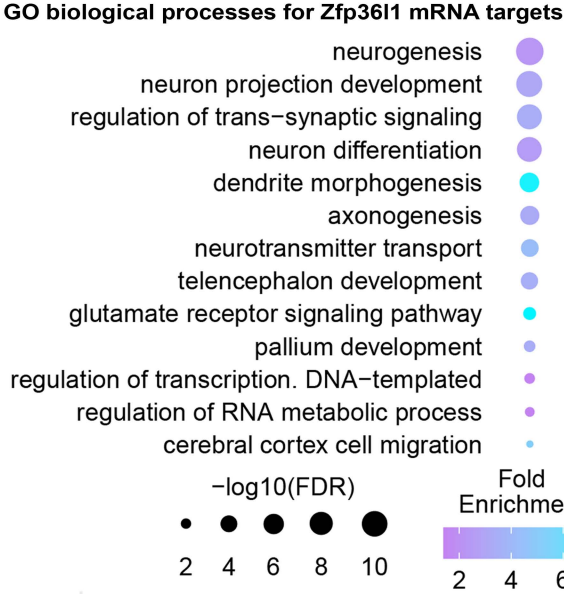 GO biological processes for Zfp36l1 mRNA targets
neurogenesis
neuron projection development
regulation of trans−synaptic signaling
neuron differentiation
dendrite morphogenesis
axonogenesis
neurotransmitter transport
telencephalon development
glutamate receptor signaling pathway
pallium development
regulation of transcription. DNA−templated
regulation of RNA metabolic process
cerebral cortex cell migration
−log10(FDR)
2 4 6 8 10
Fold
Enrichme
2 4 6